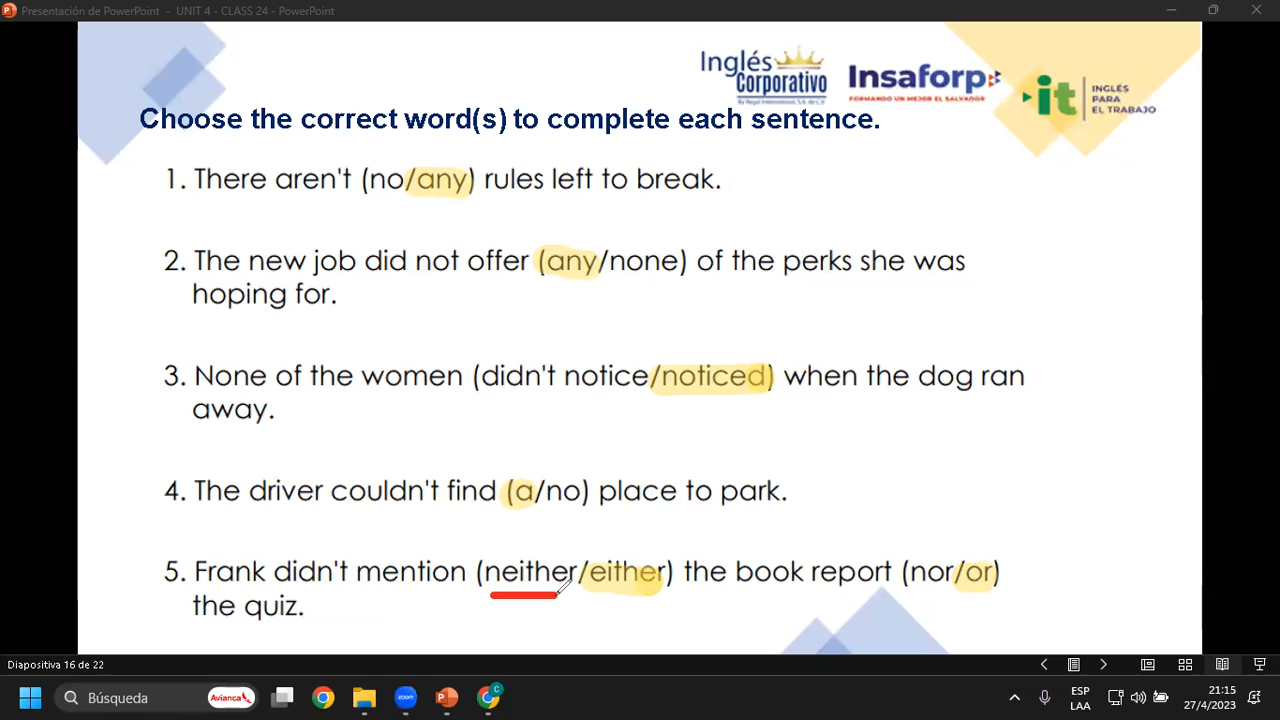 Presentación de PowerPoint - UNIT 4 - CLASS 24 - PowerPoint
Inglés
Corporativo
Insaforp
FORMANDO UN MEJOR EL SALVADOR
it
INGLÉS
PARA
EL TRABAJO
Choose the correct word(s) to complete each sentence.
1. There aren't (no/any) rules left to break.
2. The new job did not offer (any/none) of the perks she was
hoping for.
3. None of the women (didn't notice/noticed) when the dog ran
away.
4. The driver couldn't find (a/no) place to park.
5. Frank didn't mention (neither/either) the book report (nor/or)
the quiz.
Diapositiva 16 de 22
Búsqueda
Avianca
zoom
C
ESP
LAA
21:15
27/4/2023